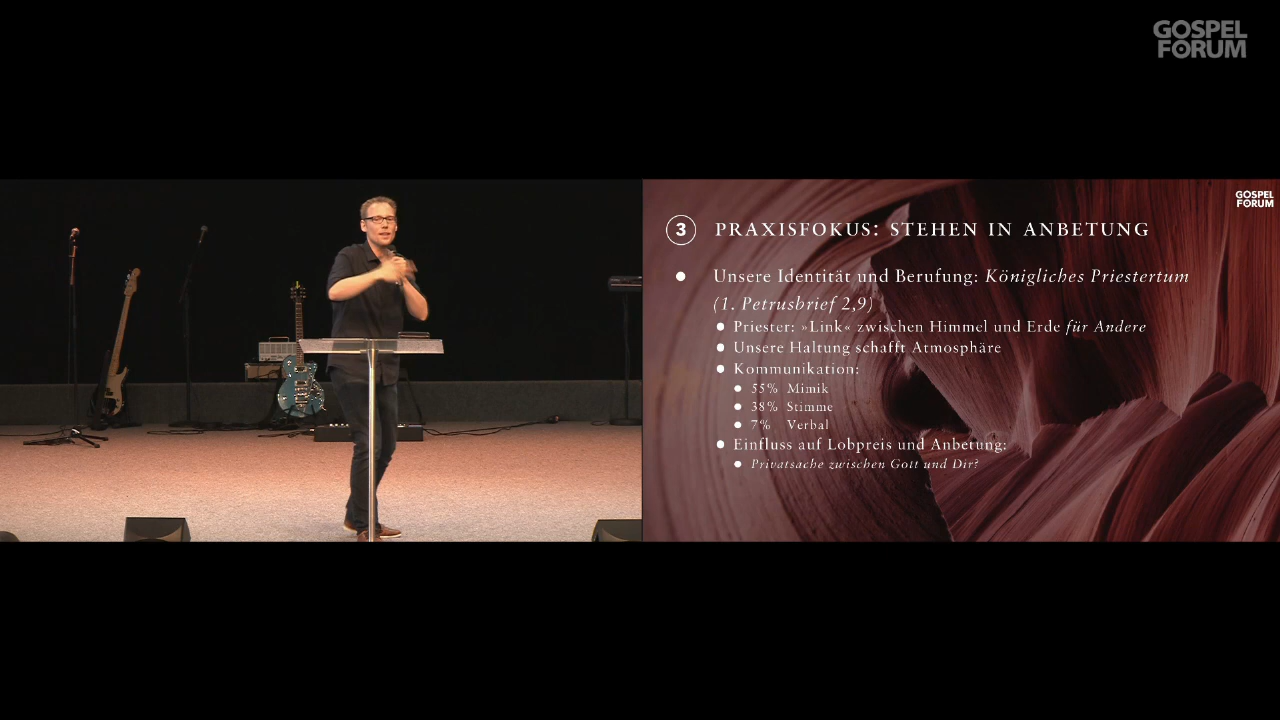 GOSPEL
FORUM
GOSPEL
FORUM
3 PRAXISFOKUS: STEHEN IN ANBETUNG
● Unsere Identität und Berufung: Königliches Priestertum
(1. Petrusbrief 2,9)
● Priester: »Link« zwischen Himmel und Erde für Andere
● Unsere Haltung schafft Atmosphäre
● Kommunikation:
● 55% Mimik
● 38% Stimme
● 7% Verbal
● Einfluss auf Lobpreis und Anbetung:
● Privatsache zwischen Gott und Dir?